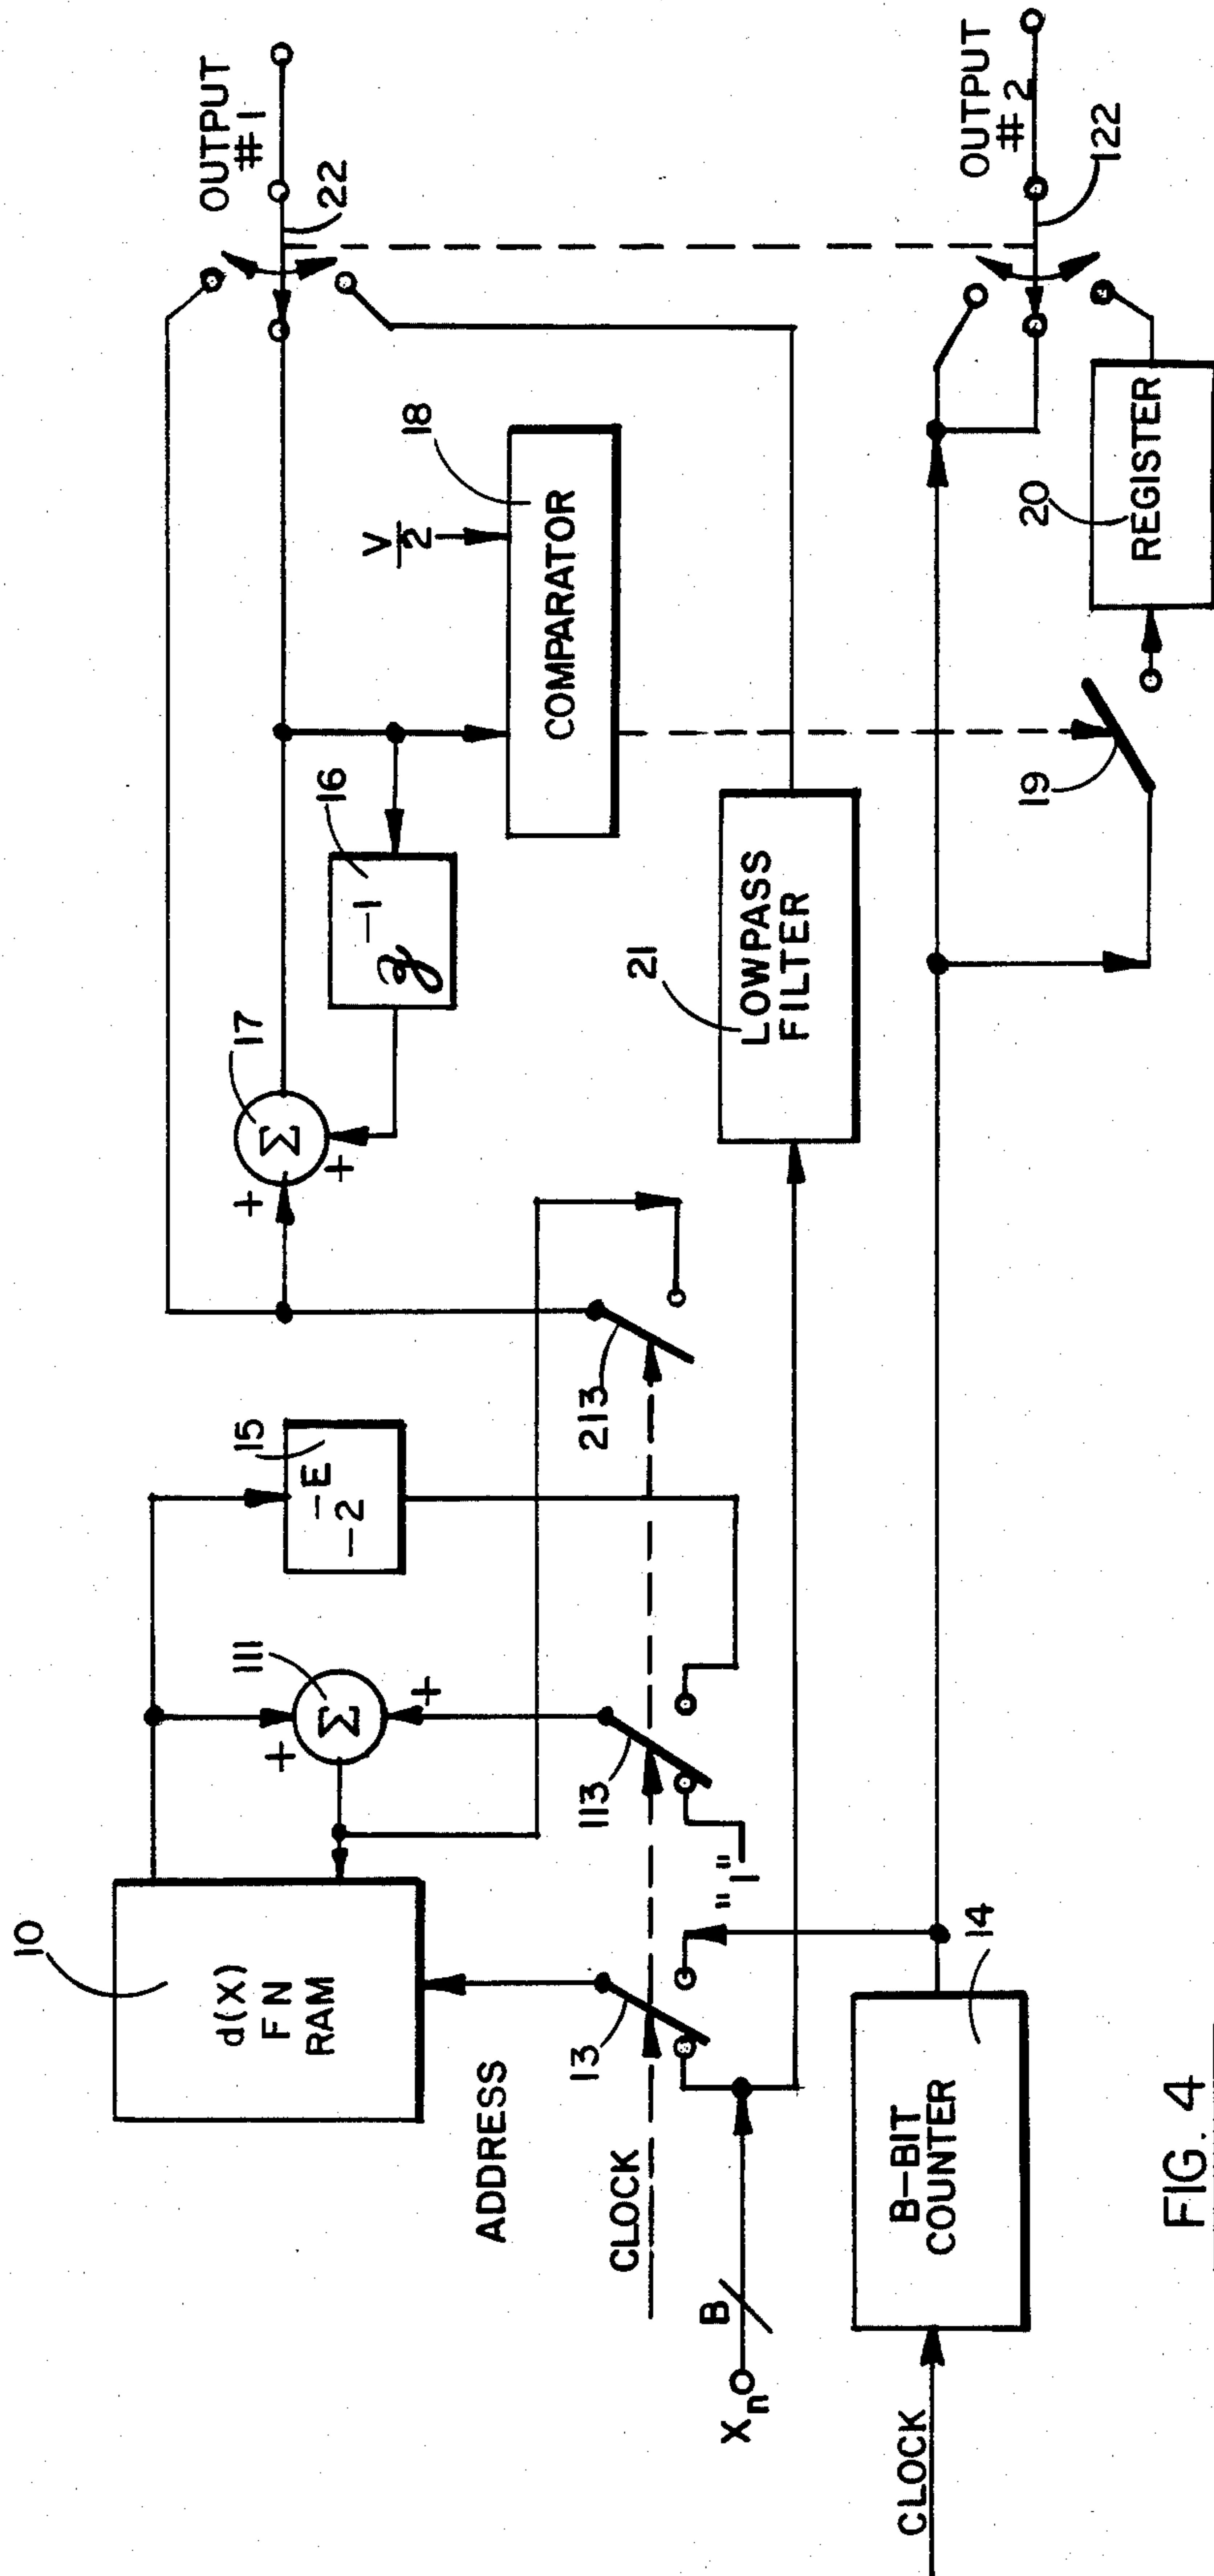 OUTPUT
#1
22
18
V/2
COMPARATOR
16
z⁻¹
17
Σ
+
+
15
-2⁻ᴱ
111
Σ
+
+
10
d(X)
FN
RAM
213
113
"1"
13
ADDRESS
CLOCK
21
LOWPASS
FILTER
B
Xn
OUTPUT
#2
122
20
REGISTER
19
14
B-BIT
COUNTER
CLOCK
FIG. 4